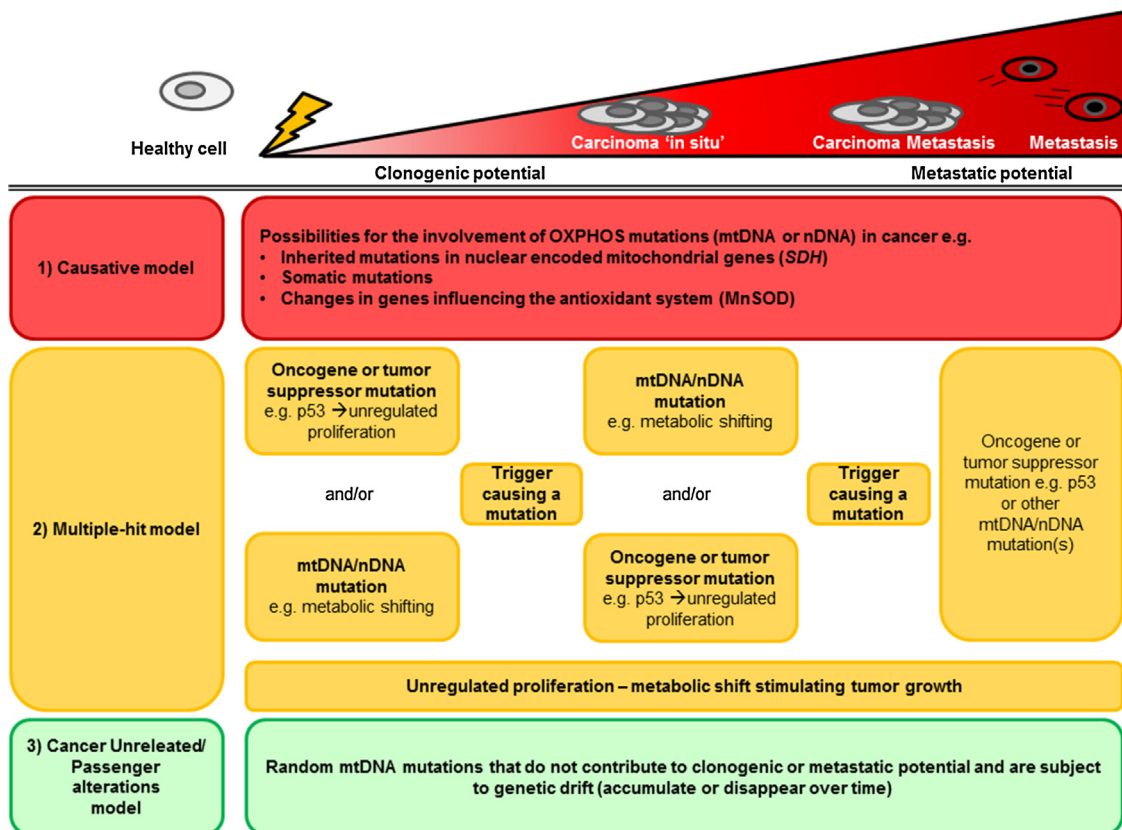 Healthy cell
Carcinoma ‘in situ’
Carcinoma Metastasis
Metastasis
Clonogenic potential
Metastatic potential
1) Causative model
Possibilities for the involvement of OXPHOS mutations (mtDNA or nDNA) in cancer e.g.
• Inherited mutations in nuclear encoded mitochondrial genes (SDH)
• Somatic mutations
• Changes in genes influencing the antioxidant system (MnSOD)
2) Multiple-hit model
Oncogene or tumor
suppressor mutation
e.g. p53 →unregulated
proliferation
and/or
mtDNA/nDNA
mutation
e.g. metabolic shifting
Trigger
causing a
mutation
mtDNA/nDNA
mutation
e.g. metabolic shifting
and/or
Oncogene or tumor
suppressor mutation
e.g. p53 →unregulated
proliferation
Trigger
causing a
mutation
Oncogene or
tumor suppressor
mutation e.g. p53
or other
mtDNA/nDNA
mutation(s)
Unregulated proliferation – metabolic shift stimulating tumor growth
3) Cancer Unreleated/
Passenger
alterations
model
Random mtDNA mutations that do not contribute to clonogenic or metastatic potential and are subject
to genetic drift (accumulate or disappear over time)